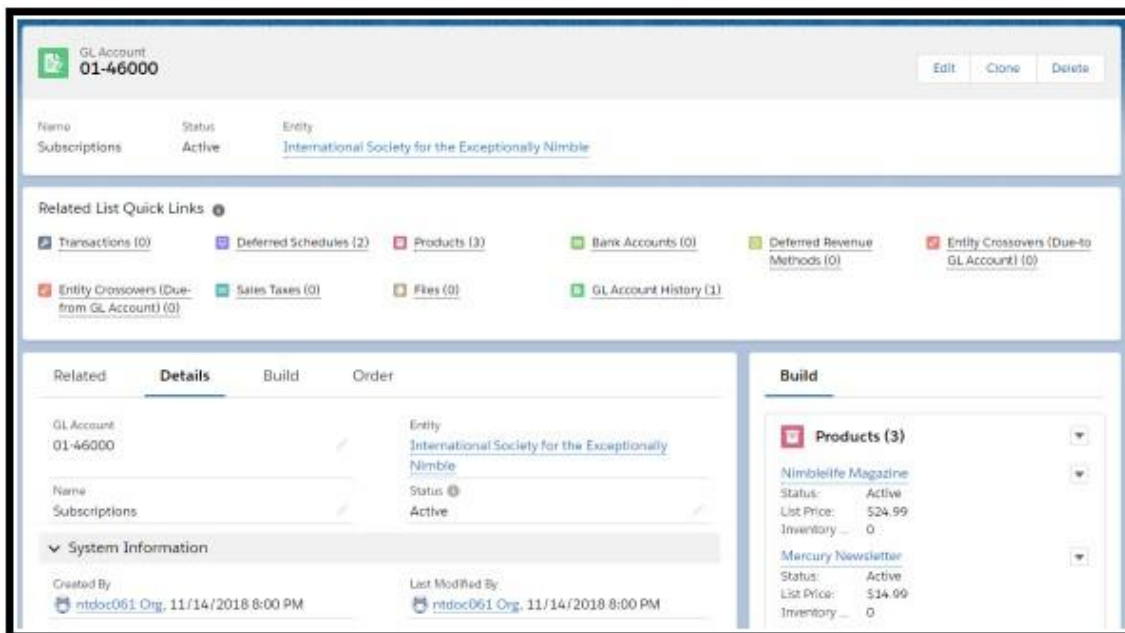 GL Account
01-46000
Edit Clone Delete
Name Status Entity
Subscriptions Active International Society for the Exceptionally Nimble
Related List Quick Links
Transactions (0) Deferred Schedules (2) Products (3) Bank Accounts (0) Deferred Revenue Methods (0) Entity Crossovers (Due-to GL Account) (0)
Entity Crossovers (Due-from GL Account) (0) Sales Taxes (0) Files (0) GL Account History (1)
Related Details Build Order
GL Account
01-46000
Entity
International Society for the Exceptionally
Nimble
Name
Subscriptions
Status
Active
System Information
Created By
ntdoc061 Org, 11/14/2018 8:00 PM
Last Modified By
ntdoc061 Org, 11/14/2018 8:00 PM
Build
Products (3)
Nimblelife Magazine
Status: Active
List Price: $24.99
Inventory ... 0
Mercury Newsletter
Status: Active
List Price: $14.99
Inventory ... 0